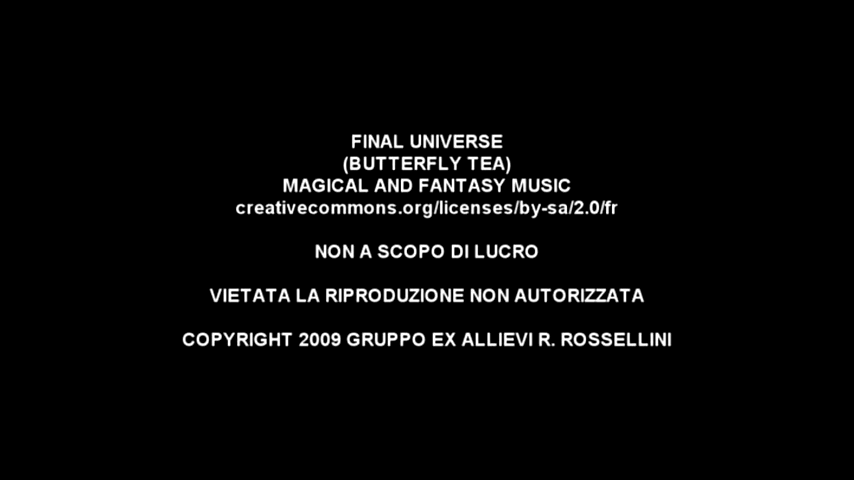 FINAL UNIVERSE
(BUTTERFLY TEA)
MAGICAL AND FANTASY MUSIC
creativecommons.org/licenses/by-sa/2.0/fr
NON A SCOPO DI LUCRO
VIETATA LA RIPRODUZIONE NON AUTORIZZATA
COPYRIGHT 2009 GRUPPO EX ALLIEVI R. ROSSELLINI